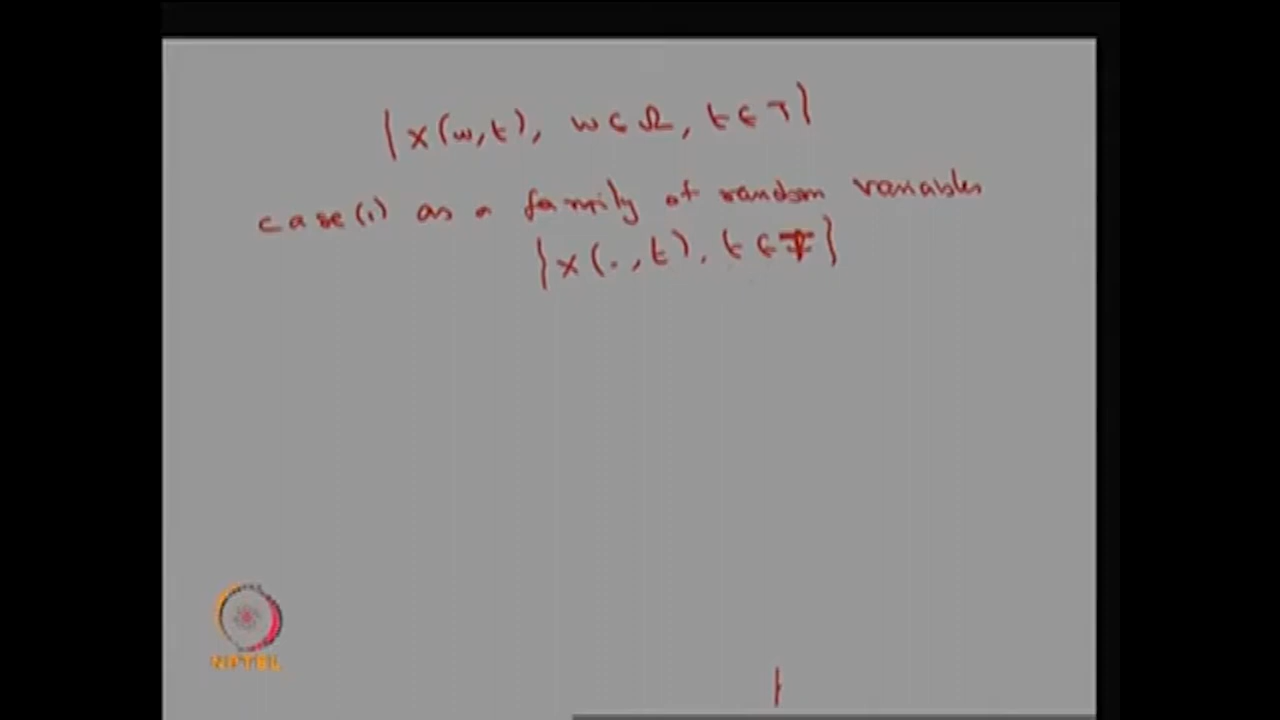 {X(w,t), w∈Ω, t∈T}
case(i) as a family of random variables
{X(.,t), t∈T}
NPTEL